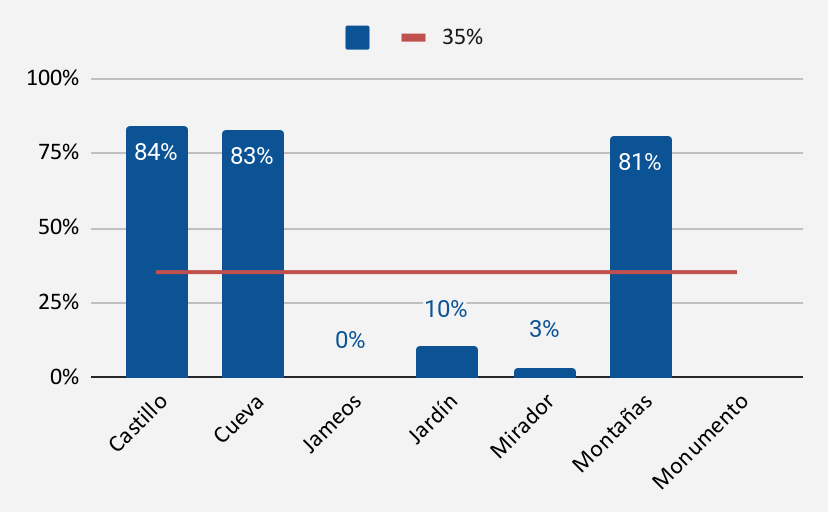 35%
100%
75%
50%
25%
0%
84%
83%
0%
10%
3%
81%
Castillo
Cueva
Jameos
Jardín
Mirador
Montañas
Monumento